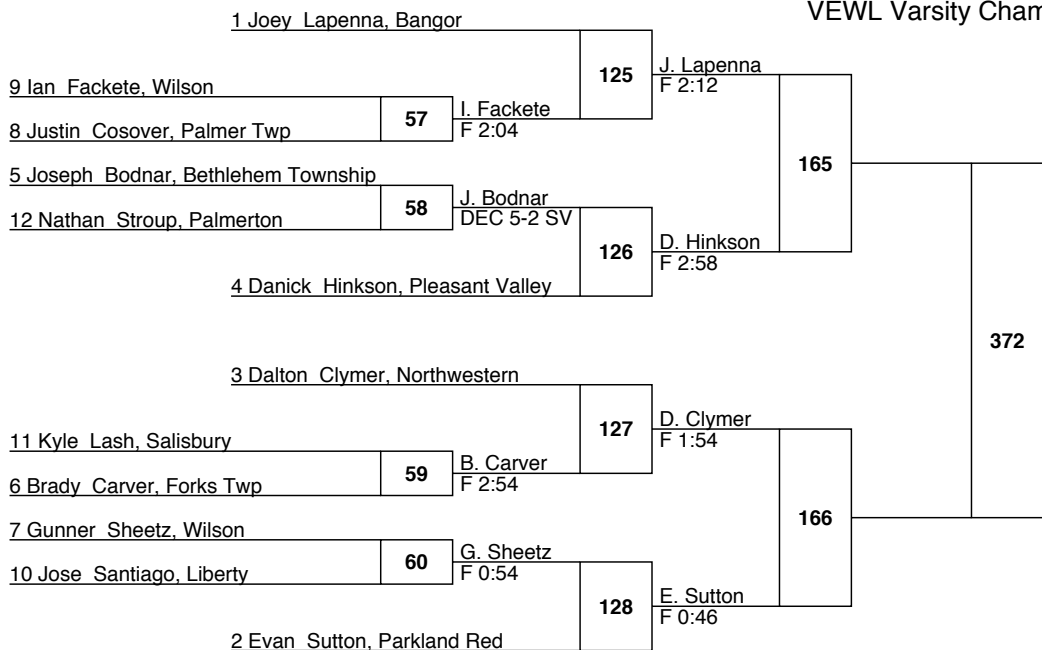 VEWL Varsity Cham
1 Joey Lapenna, Bangor
125
J. Lapenna
F 2:12
9 Ian Fackete, Wilson
57
I. Fackete
F 2:04
8 Justin Cosover, Palmer Twp
165
5 Joseph Bodnar, Bethlehem Township
58
J. Bodnar
DEC 5-2 SV
12 Nathan Stroup, Palmerton
126
D. Hinkson
F 2:58
4 Danick Hinkson, Pleasant Valley
372
3 Dalton Clymer, Northwestern
127
D. Clymer
F 1:54
11 Kyle Lash, Salisbury
59
B. Carver
F 2:54
6 Brady Carver, Forks Twp
166
7 Gunner Sheetz, Wilson
60
G. Sheetz
F 0:54
10 Jose Santiago, Liberty
128
E. Sutton
F 0:46
2 Evan Sutton, Parkland Red